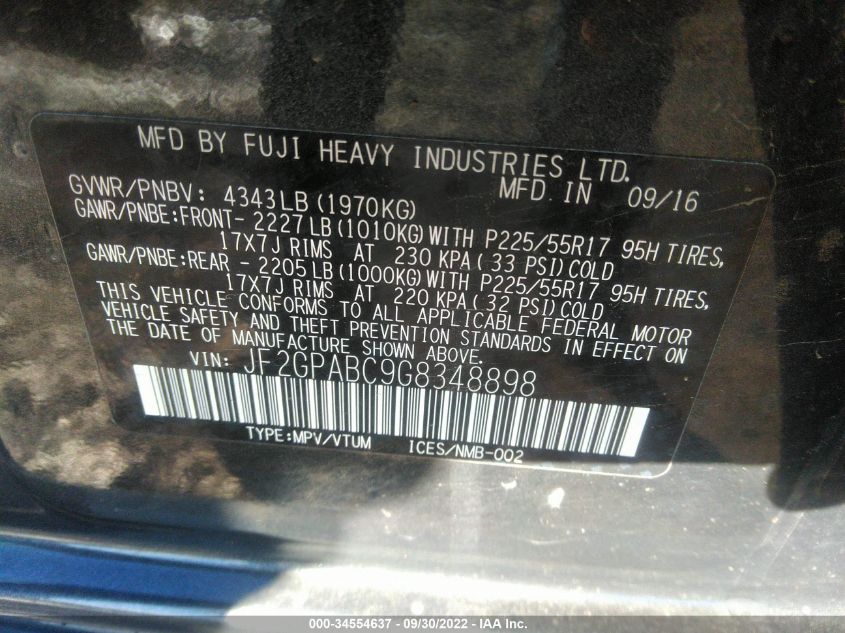 MFD BY FUJI HEAVY INDUSTRIES LTD.
MFD IN 09/16
GVWR/PNBV: 4343LB(1970KG)
GAWR/PNBE:FRONT- 2227LB(1010KG)WITH P225/55R17 95H TIRES,
17X7J RIMS AT 230 KPA( 33 PSI)COLD
GAWR/PNBE:REAR - 2205LB(1000KG)WITH P225/55R17 95H TIRES,
17X7J RIMS AT 220 KPA( 32 PSI)COLD
THIS VEHICLE CONFORMS TO ALL APPLICABLE FEDERAL MOTOR
VEHICLE SAFETY AND THEFT PREVENTION STANDARDS IN EFFECT ON
THE DATE OF MANUFACTURE SHOWN ABOVE.
VIN: JF2GPABC9G8348898
TYPE:MPV/VTUM ICES/NMB-002
000-34554637 - 09/30/2022 - IAA Inc.